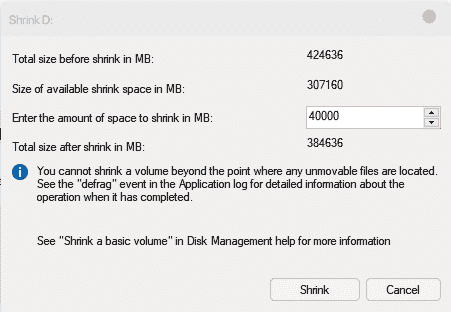 Shrink D:
Total size before shrink in MB: 424636
Size of available shrink space in MB: 307160
Enter the amount of space to shrink in MB: 40000
Total size after shrink in MB: 384636
You cannot shrink a volume beyond the point where any unmovable files are located.
See the "defrag" event in the Application log for detailed information about the
operation when it has completed.
See "Shrink a basic volume" in Disk Management help for more information
Shrink Cancel